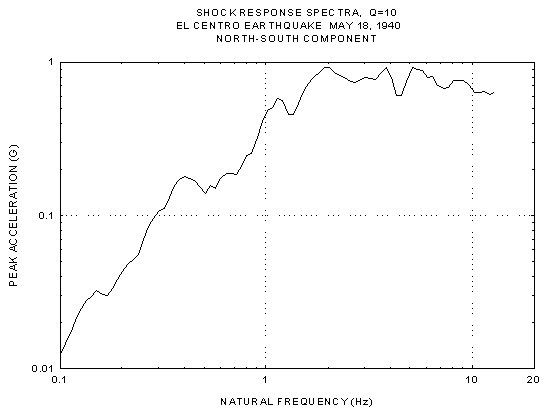 SHOCK RESPONSE SPECTRA, Q=10
EL CENTRO EARTHQUAKE MAY 18, 1940
NORTH-SOUTH COMPONENT
1
0.1
0.01
PEAK ACCELERATION (G)
0.1 1 10 20
NATURAL FREQUENCY (Hz)